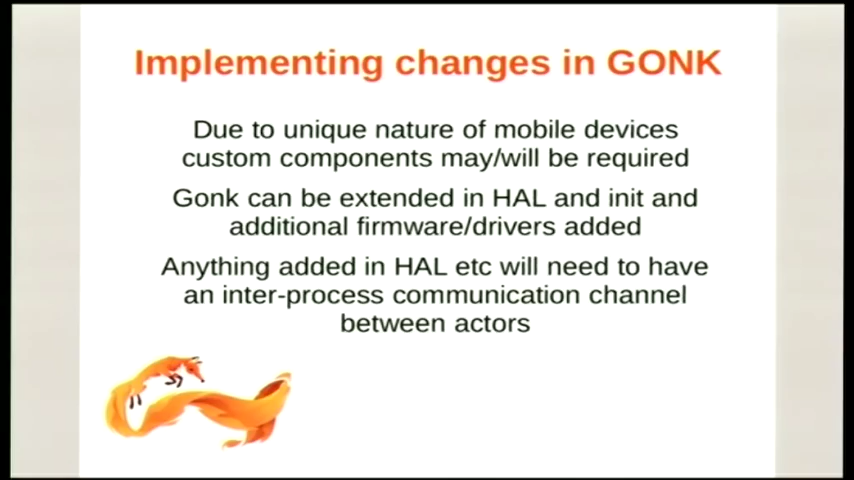 Implementing changes in GONK
Due to unique nature of mobile devices
custom components may/will be required
Gonk can be extended in HAL and init and
additional firmware/drivers added
Anything added in HAL etc will need to have
an inter-process communication channel
between actors